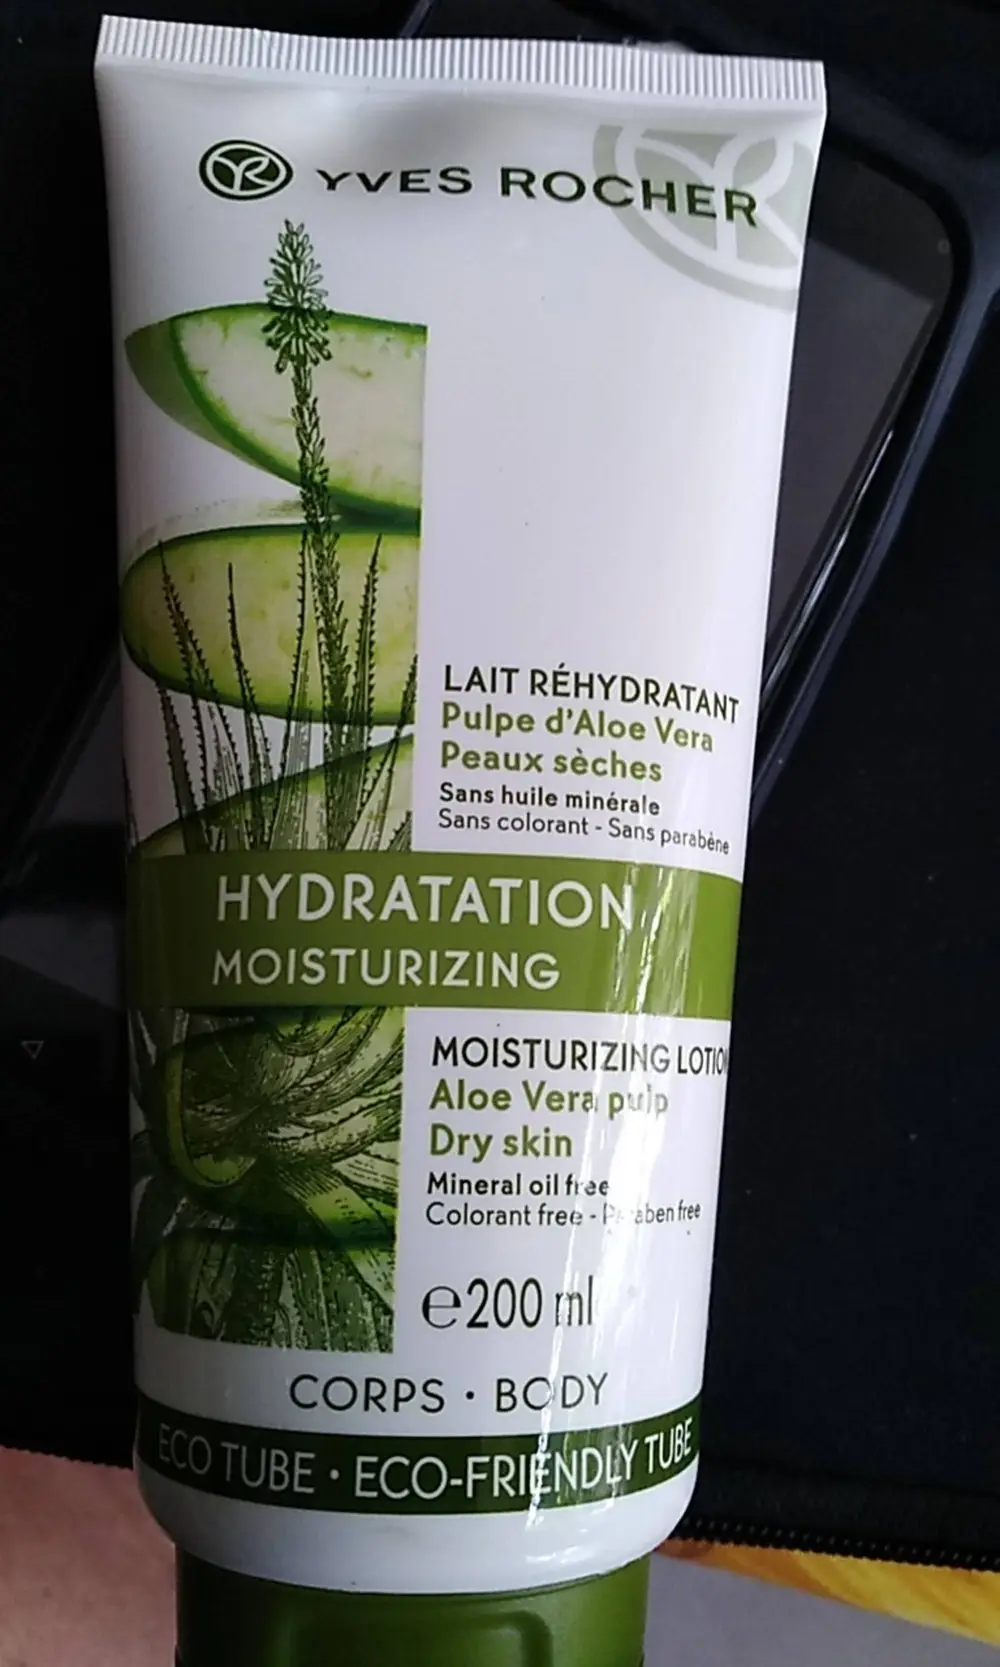 YVES ROCHER
LAIT RÉHYDRATANT
Pulpe d'Aloe Vera
Peaux sèches
Sans huile minérale
Sans colorant - Sans parabène
HYDRATATION
MOISTURIZING
MOISTURIZING LOTION
Aloe Vera pulp
Dry skin
Mineral oil free
Colorant free - Paraben free
℮200 ml
CORPS · BODY
ECO TUBE · ECO-FRIENDLY TUBE